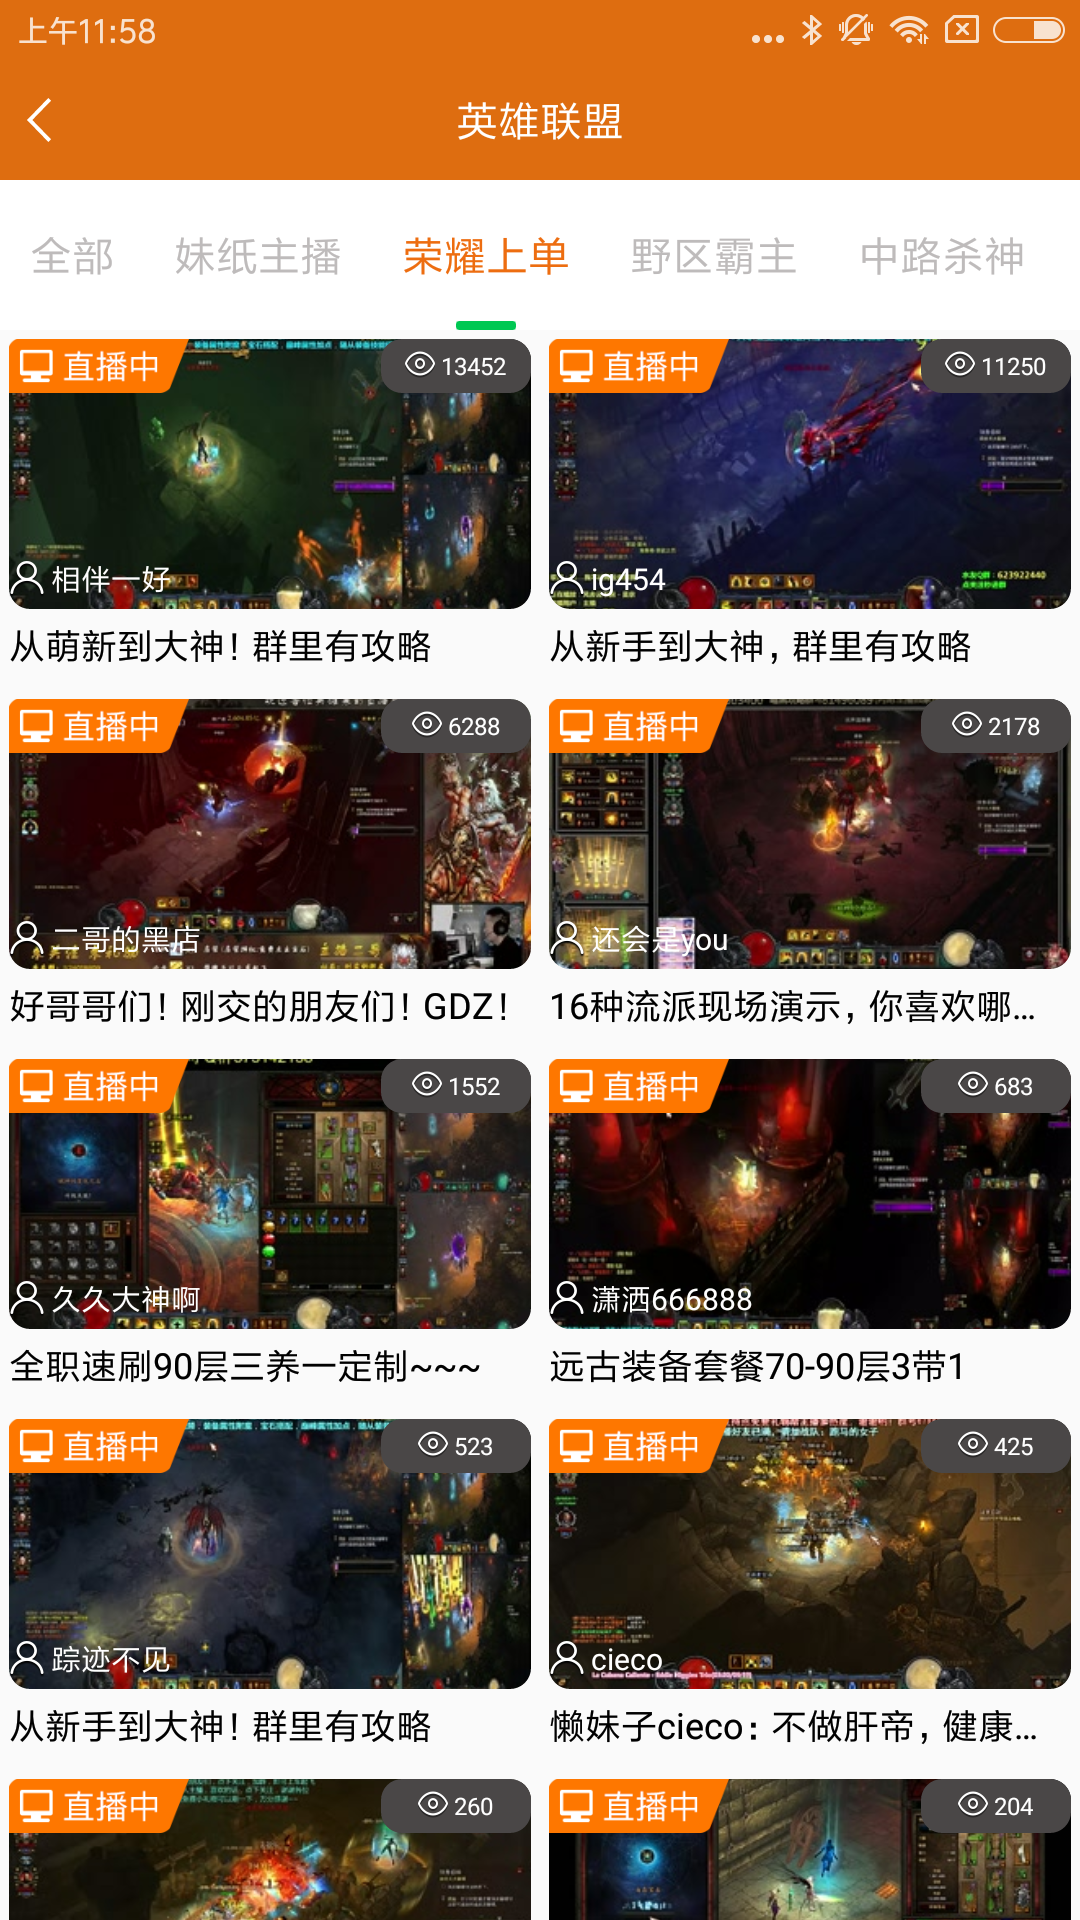 上午11:58
英雄联盟
全部 妹纸主播 荣耀上单 野区霸主 中路杀神
直播中 13452 直播中 11250
水友Q群:623922440
相伴一好 ig454
从萌新到大神！群里有攻略 从新手到大神，群里有攻略
直播中 6288 直播中 2178
二哥的黑店 还会是you
好哥哥们！刚交的朋友们！GDZ！ 16种流派现场演示，你喜欢哪...
直播中 1552 直播中 683
久久大神啊 潇洒666888
全职速刷90层三养一定制~~~ 远古装备套餐70-90层3带1
直播中 523 直播中 425
踪迹不见 cieco
从新手到大神！群里有攻略 懒妹子cieco：不做肝帝，健康...
直播中 260 直播中 204